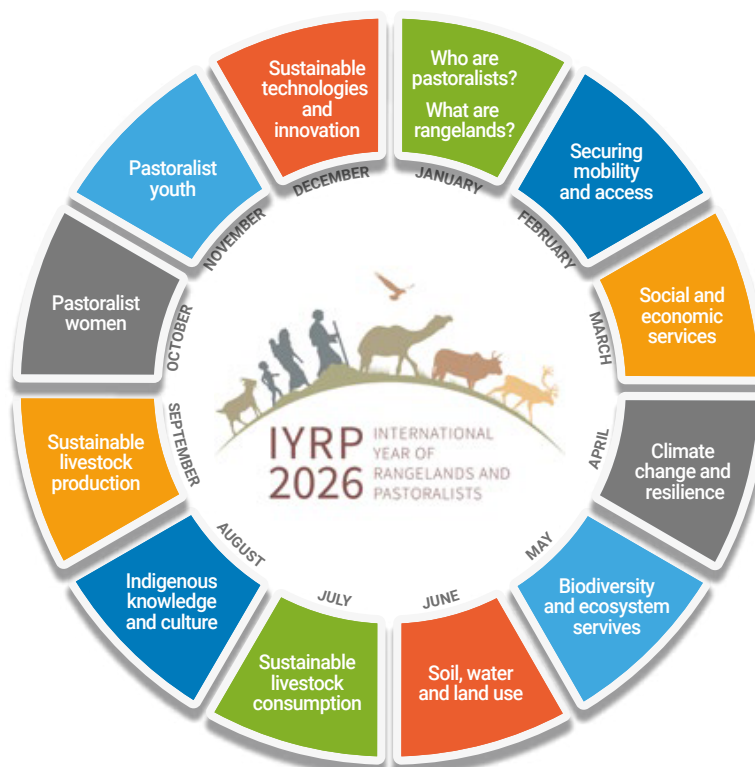 Who are
pastoralists?
What are
rangelands?
JANUARY
Securing
mobility
and access
FEBRUARY
Social and
economic
services
MARCH
Climate
change and
resilience
APRIL
Biodiversity
and ecosystem
servives
MAY
Soil, water
and land use
JUNE
Sustainable
livestock
consumption
JULY
Indigenous
knowledge
and culture
AUGUST
Sustainable
livestock
production
SEPTEMBER
Pastoralist
women
OCTOBER
Pastoralist
youth
NOVEMBER
Sustainable
technologies
and
innovation
DECEMBER
IYRP
2026
INTERNATIONAL
YEAR OF
RANGELANDS AND
PASTORALISTS